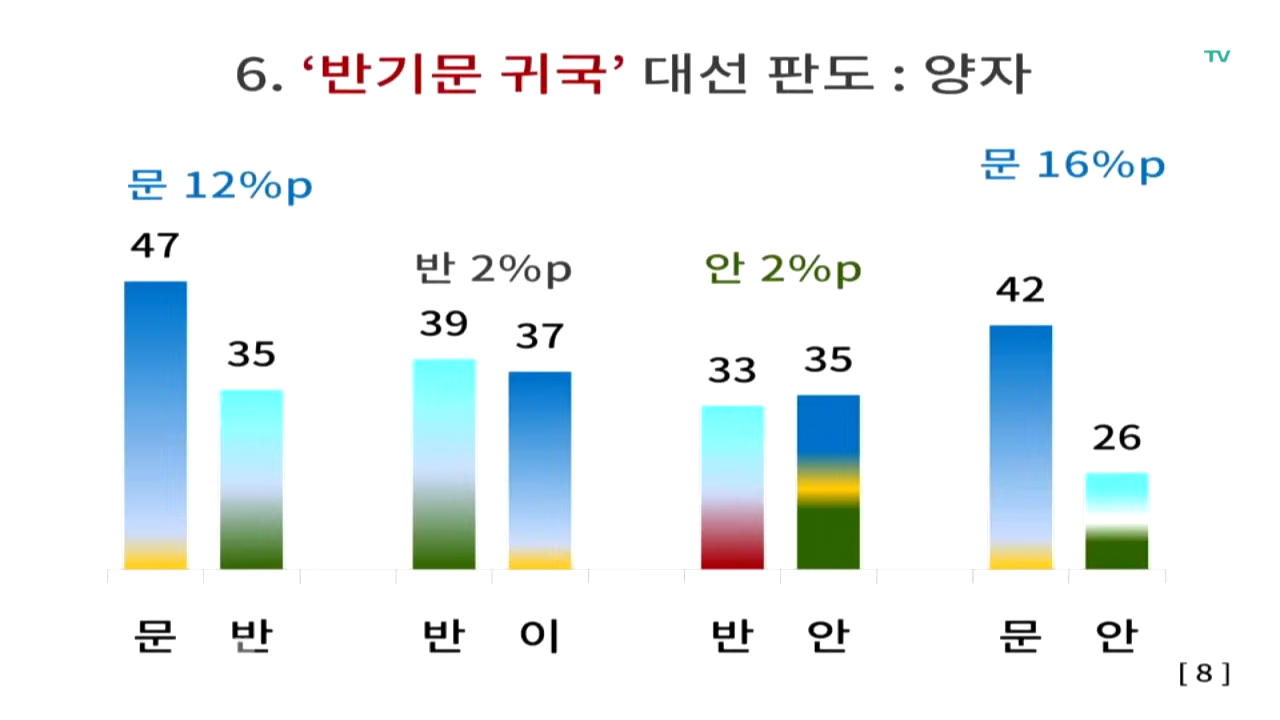 6. ‘반기문 귀국’ 대선 판도 : 양자
TV
문 12%p
문 16%p
반 2%p
안 2%p
47
35
39
37
33
35
42
26
문 반 반 이 반 안 문 안
[ 8 ]